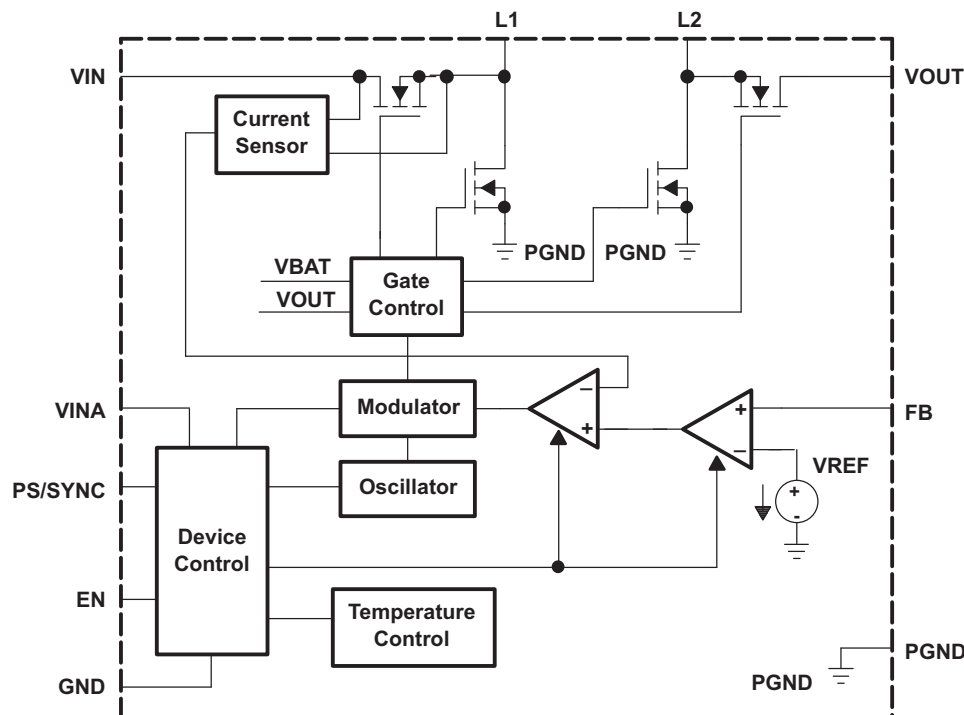 L1
L2
VIN
VOUT
Current
Sensor
PGND
PGND
VBAT
VOUT
Gate
Control
Modulator
−
+
+
−
VINA
FB
VREF
+
-
PS/SYNC
Oscillator
Device
Control
EN
Temperature
Control
GND
PGND
PGND